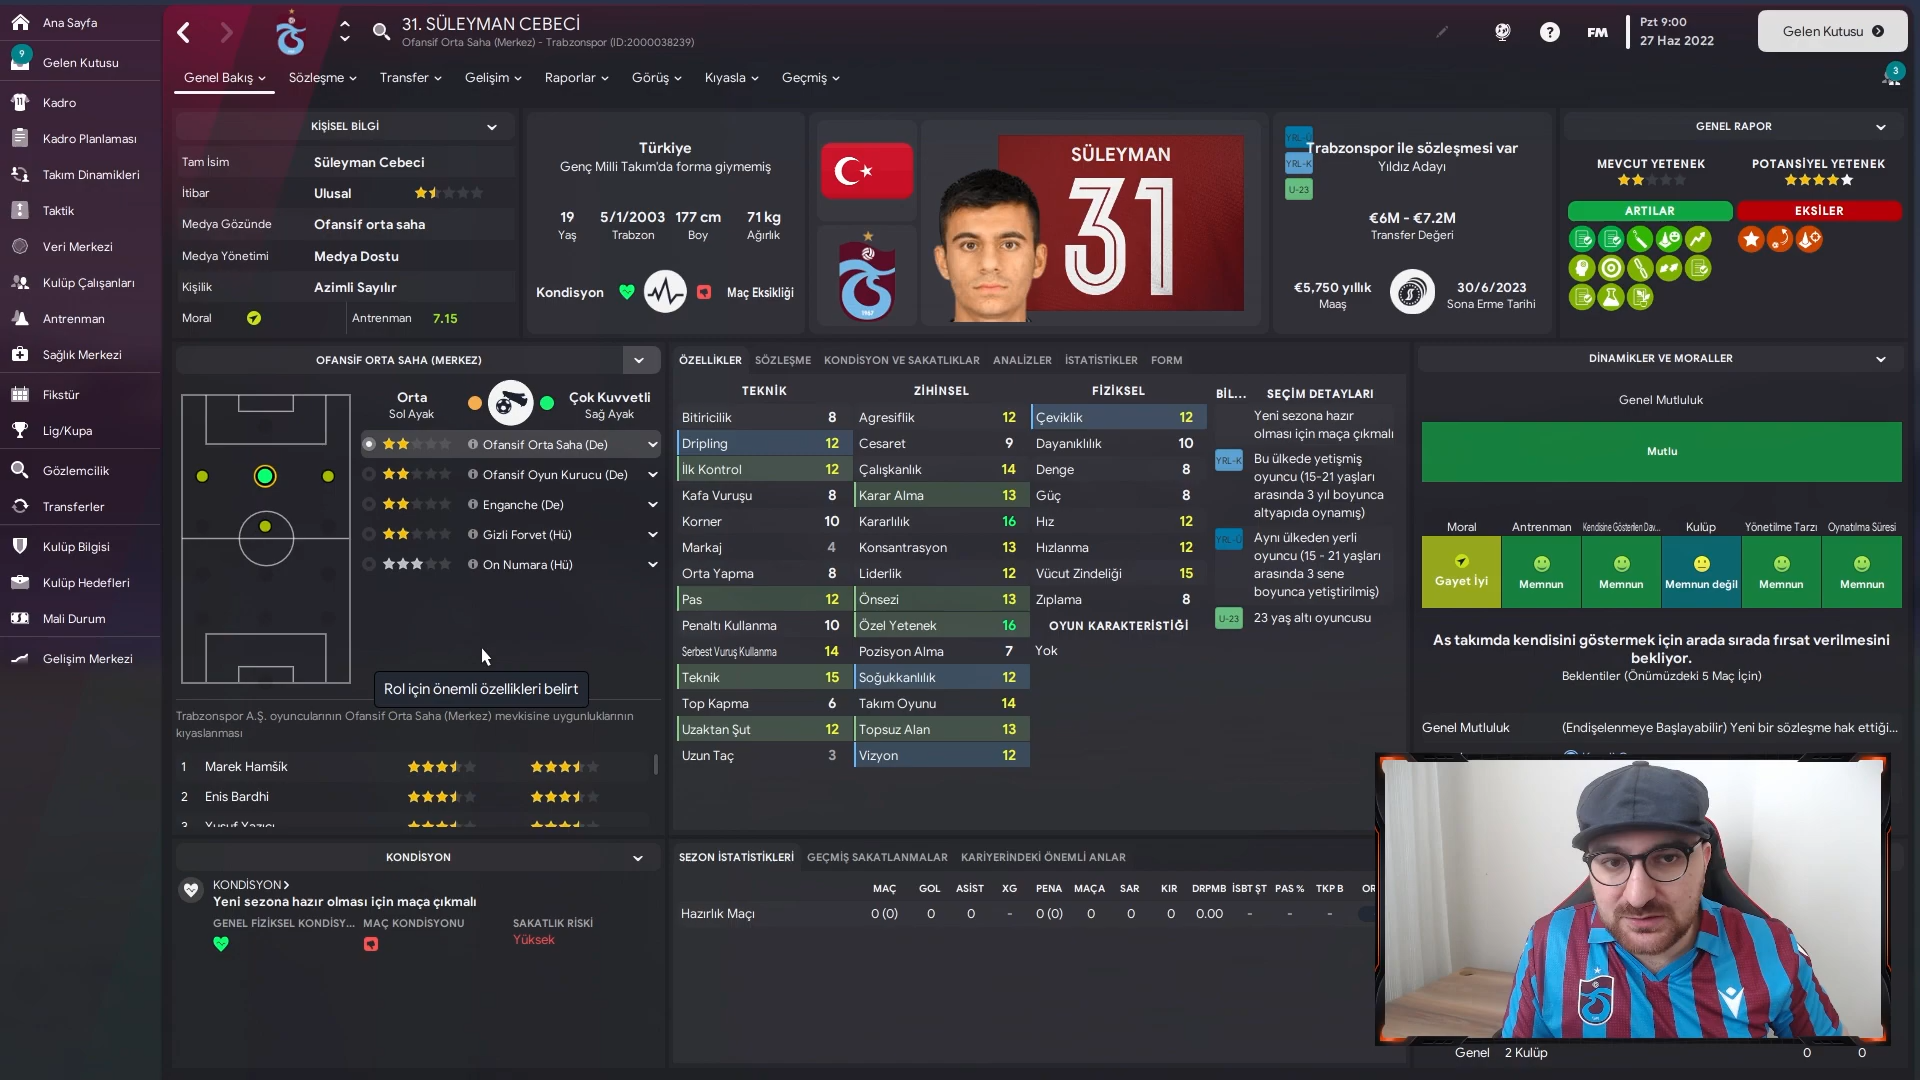 Ana Sayfa
9
Gelen Kutusu
Kadro
Kadro Planlaması
Takım Dinamikleri
Taktik
Veri Merkezi
Kulüp Çalışanları
Antrenman
Sağlık Merkezi
Fikstür
Lig/Kupa
Gözlemcilik
Transferler
Kulüp Bilgisi
Kulüp Hedefleri
Mali Durum
Gelişim Merkezi
31. SÜLEYMAN CEBECİ
Ofansif Orta Saha (Merkez) - Trabzonspor (ID:2000038239)
FM
Pzt 9:00
27 Haz 2022
Gelen Kutusu
3
Genel Bakış
Sözleşme
Transfer
Gelişim
Raporlar
Görüş
Kıyasla
Geçmiş
KİŞİSEL BİLGİ
Tam İsim Süleyman Cebeci
İtibar Ulusal
Medya Gözünde Ofansif orta saha
Medya Yönetimi Medya Dostu
Kişilik Azimli Sayılır
Moral
Antrenman 7.15
Türkiye
Genç Milli Takım'da forma giymemiş
19 5/1/2003 177 cm 71 kg
Yaş Trabzon Boy Ağırlık
Kondisyon Maç Eksikliği
1967
SÜLEYMAN
31
YRL-Ü
YRL-K
U-23
Trabzonspor ile sözleşmesi var
Yıldız Adayı
€6M - €7.2M
Transfer Değeri
€5,750 yıllık
Maaş
30/6/2023
Sona Erme Tarihi
GENEL RAPOR
MEVCUT YETENEK POTANSİYEL YETENEK
ARTILAR EKSİLER
OFANSİF ORTA SAHA (MERKEZ)
Orta
Sol Ayak
Çok Kuvvetli
Sağ Ayak
Ofansif Orta Saha (De)
Ofansif Oyun Kurucu (De)
Enganche (De)
Gizli Forvet (Hü)
On Numara (Hü)
Rol için önemli özellikleri belirt
Trabzonspor A.Ş. oyuncularının Ofansif Orta Saha (Merkez) mevkisine uygunluklarının
kıyaslanması
1 Marek Hamšík
2 Enis Bardhi
3 Yusuf Yazıcı
ÖZELLİKLER SÖZLEŞME KONDİSYON VE SAKATLIKLAR ANALİZLER İSTATİSTİKLER FORM
TEKNİK
Bitiricilik 8
Dripling 12
İlk Kontrol 12
Kafa Vuruşu 8
Korner 10
Markaj 4
Orta Yapma 8
Pas 12
Penaltı Kullanma 10
Serbest Vuruş Kullanma 14
Teknik 15
Top Kapma 6
Uzaktan Şut 12
Uzun Taç 3
ZİHİNSEL
Agresiflik 12
Cesaret 9
Çalışkanlık 14
Karar Alma 13
Kararlılık 16
Konsantrasyon 13
Liderlik 12
Önsezi 13
Özel Yetenek 16
Pozisyon Alma 7
Soğukkanlılık 12
Takım Oyunu 14
Topsuz Alan 13
Vizyon 12
FİZİKSEL
Çeviklik 12
Dayanıklılık 10
Denge 8
Güç 8
Hız 12
Hızlanma 12
Vücut Zindeliği 15
Zıplama 8
OYUN KARAKTERİSTİĞİ
Yok
BİL... SEÇİM DETAYLARI
Yeni sezona hazır
olması için maça çıkmalı
YRL-K
Bu ülkede yetişmiş
oyuncu (15-21 yaşları
arasında 3 yıl boyunca
altyapıda oynamış)
YRL-Ü
Aynı ülkeden yerli
oyuncu (15 - 21 yaşları
arasında 3 sene
boyunca yetiştirilmiş)
U-23 23 yaş altı oyuncusu
DİNAMİKLER VE MORALLER
Genel Mutluluk
Mutlu
Moral Antrenman Kendisine Gösterilen Dav... Kulüp Yönetilme Tarzı Oynatılma Süresi
Gayet İyi Memnun Memnun Memnun değil Memnun Memnun
As takımda kendisini göstermek için arada sırada fırsat verilmesini
bekliyor.
Beklentiler (Önümüzdeki 5 Maç İçin)
Genel Mutluluk (Endişelenmeye Başlayabilir) Yeni bir sözleşme hak ettiği...
KONDİSYON
KONDİSYON
Yeni sezona hazır olması için maça çıkmalı
GENEL FİZİKSEL KONDİSY... MAÇ KONDİSYONU SAKATLIK RİSKİ
Yüksek
SEZON İSTATİSTİKLERİ GEÇMİŞ SAKATLANMALAR KARİYERİNDEKİ ÖNEMLİ ANLAR
MAÇ GOL ASİST XG PENA MAÇA SAR KIR DRPMB İSBT ŞT PAS % TKP B OR
Hazırlık Maçı 0 (0) 0 0 - 0 (0) 0 0 0 0.00 - - -
Genel 2 Kulüp 0 0